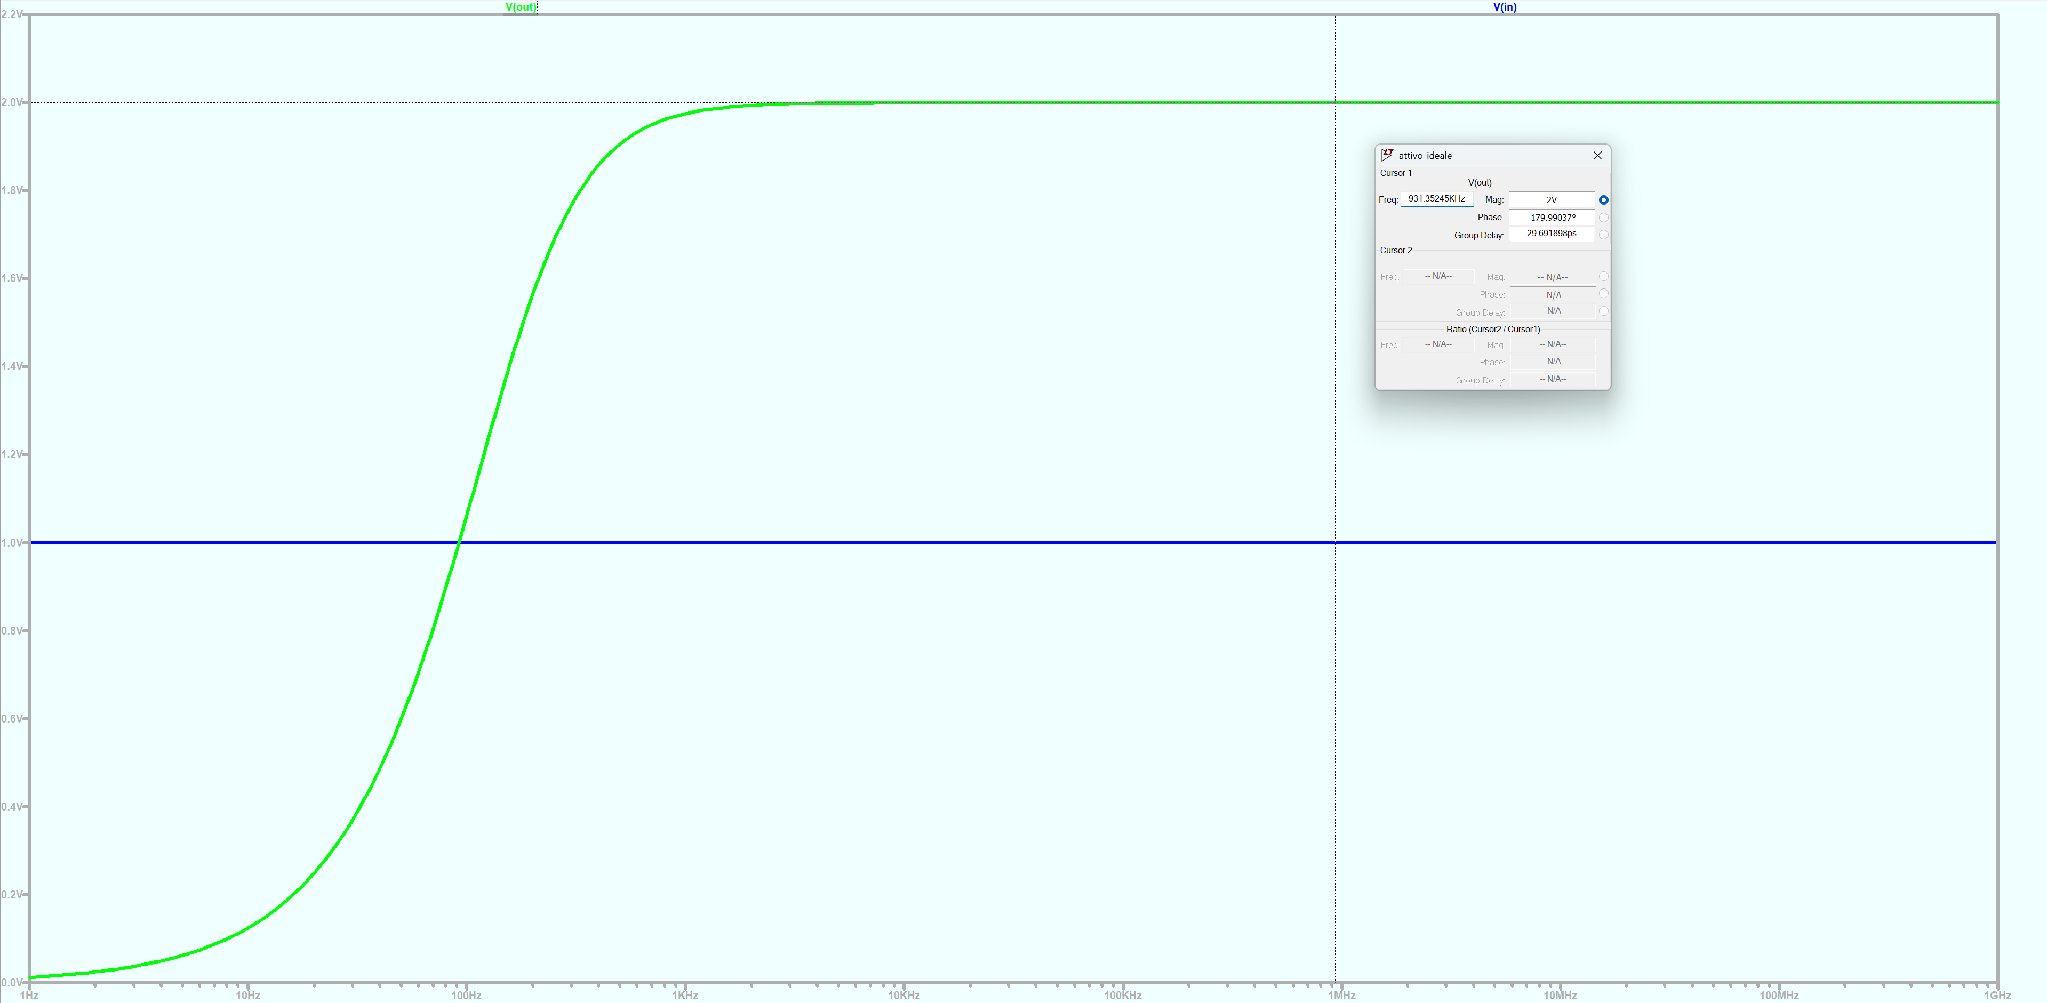 V(out) V(in)
2.2V
2.0V
1.8V
1.6V
1.4V
1.2V
1.0V
0.8V
0.6V
0.4V
0.2V
0.0V
1Hz 10Hz 100Hz 1KHz 10KHz 100KHz 1MHz 10MHz 100MHz 1GHz
attivo ideale
Cursor 1
V(out)
Freq: 931.35245KHz Mag: 2V
Phase: 179.99037°
Group Delay: 29.691898ps
Cursor 2
Freq: -- N/A-- Mag: -- N/A--
Phase: N/A
Group Delay: N/A
Ratio (Cursor2 / Cursor1)
Freq: -- N/A-- Mag: -- N/A--
Phase: N/A
Group Delay: -- N/A--